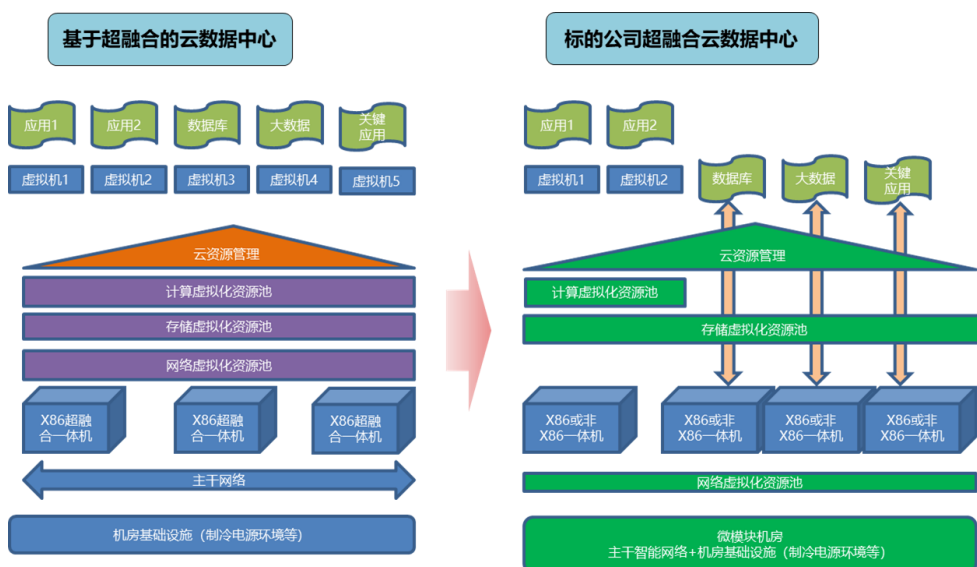 基于超融合的云数据中心
应用1
应用2
数据库
大数据
关键
应用
虚拟机1
虚拟机2
虚拟机3
虚拟机4
虚拟机5
云资源管理
计算虚拟化资源池
存储虚拟化资源池
网络虚拟化资源池
X86超融
合一体机
X86超融
合一体机
X86超融
合一体机
主干网络
机房基础设施（制冷电源环境等）
标的公司超融合云数据中心
应用1
应用2
虚拟机1
虚拟机2
数据库
大数据
关键
应用
云资源管理
计算虚拟化资源池
存储虚拟化资源池
X86或非
X86一体机
X86或非
X86一体机
X86或非
X86一体机
X86或非
X86一体机
网络虚拟化资源池
微模块机房
主干智能网络+机房基础设施（制冷电源环境等）